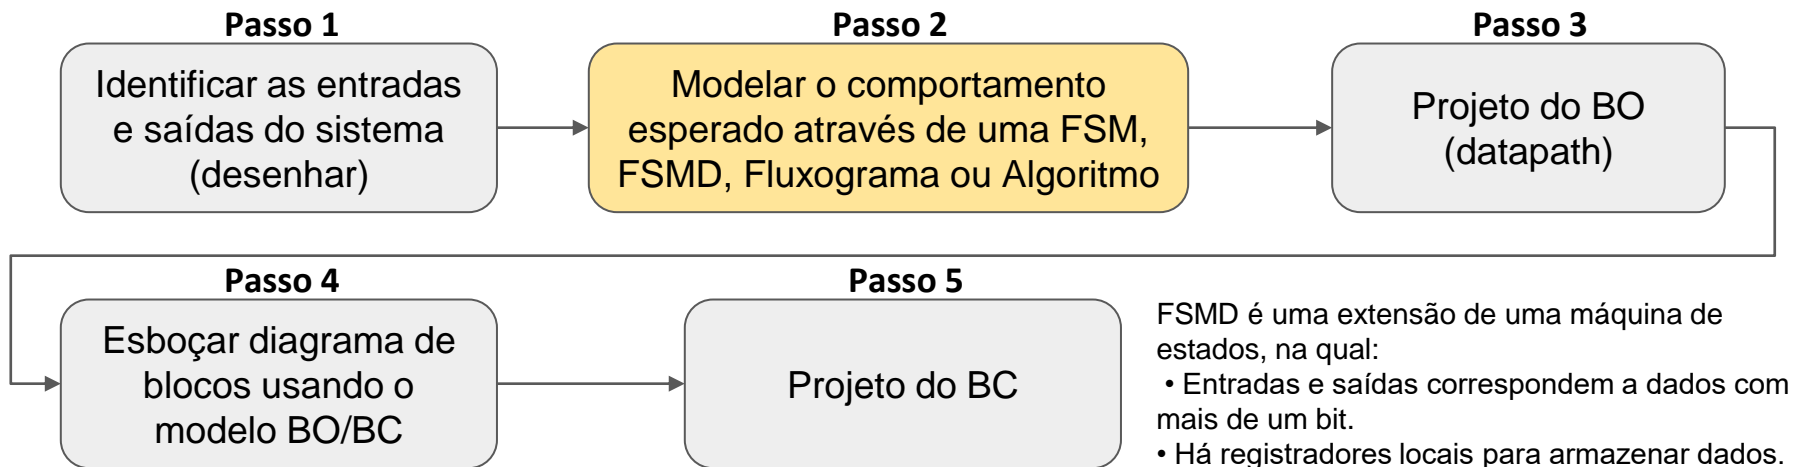 Passo 1
Identificar as entradas
e saídas do sistema
(desenhar)
Passo 2
Modelar o comportamento
esperado através de uma FSM,
FSMD, Fluxograma ou Algoritmo
Passo 3
Projeto do BO
(datapath)
Passo 4
Esboçar diagrama de
blocos usando o
modelo BO/BC
Passo 5
Projeto do BC
FSMD é uma extensão de uma máquina de
estados, na qual:
• Entradas e saídas correspondem a dados com
mais de um bit.
• Há registradores locais para armazenar dados.